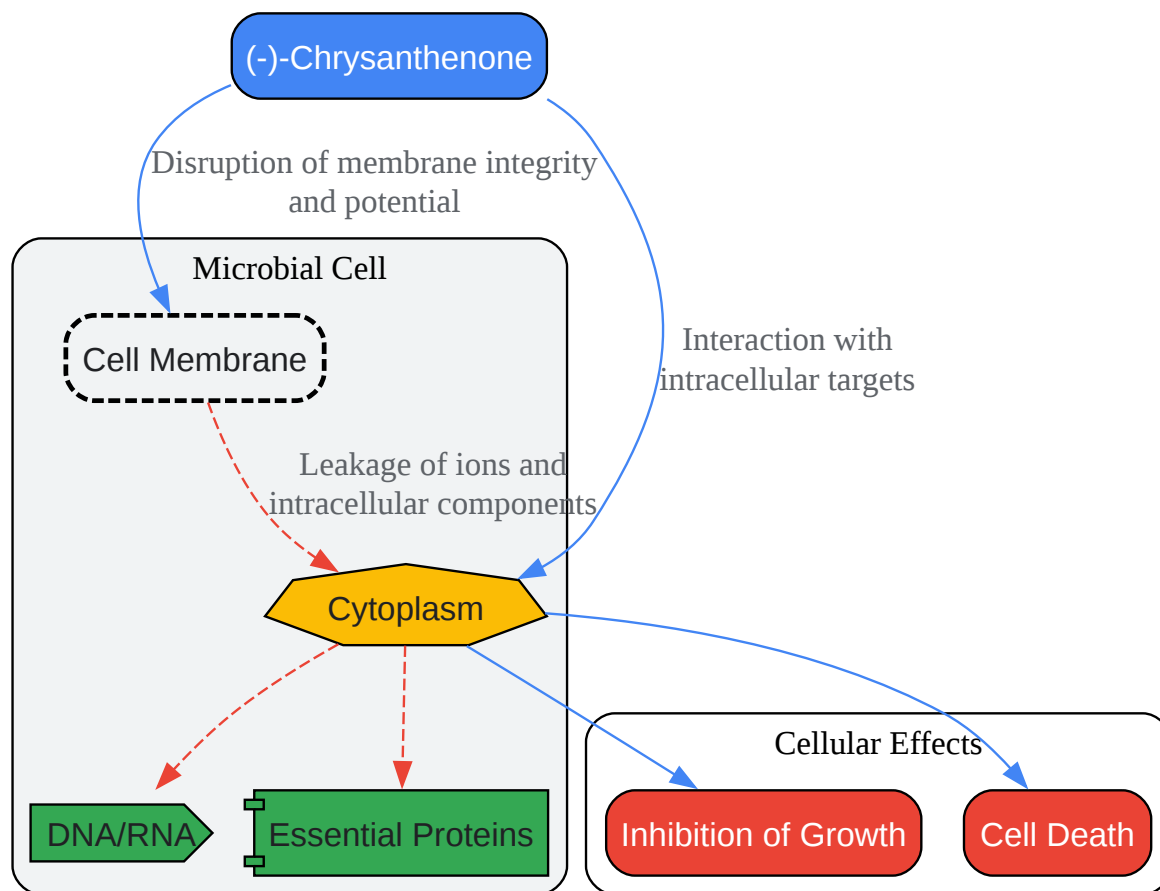 (-)-Chrysanthenone
Disruption of membrane integrity
and potential
Microbial Cell
Cell Membrane
Interaction with
intracellular targets
Leakage of ions and
intracellular components
Cytoplasm
Cellular Effects
DNA/RNA
Essential Proteins
Inhibition of Growth
Cell Death